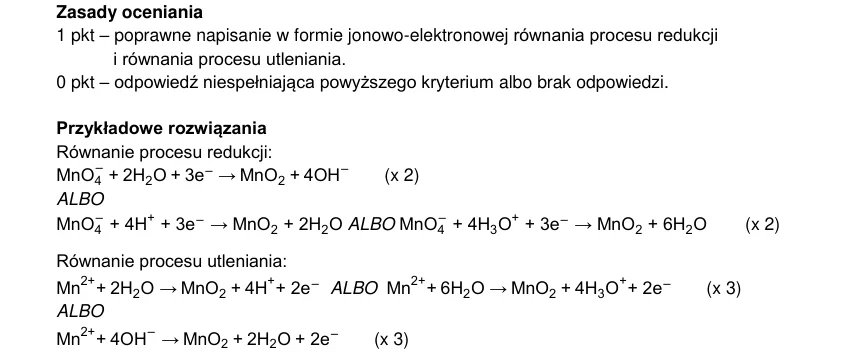 Zasady oceniania
1 pkt – poprawne napisanie w formie jonowo-elektronowej równania procesu redukcji
i równania procesu utleniania.
0 pkt – odpowiedź niespełniająca powyższego kryterium albo brak odpowiedzi.
Przykładowe rozwiązania
Równanie procesu redukcji:
MnO₄⁻ + 2H₂O + 3e⁻ → MnO₂ + 4OH⁻ (x 2)
ALBO
MnO₄⁻ + 4H⁺ + 3e⁻ → MnO₂ + 2H₂O ALBO MnO₄⁻ + 4H₃O⁺ + 3e⁻ → MnO₂ + 6H₂O (x 2)
Równanie procesu utleniania:
Mn²⁺ + 2H₂O → MnO₂ + 4H⁺ + 2e⁻ ALBO Mn²⁺ + 6H₂O → MnO₂ + 4H₃O⁺ + 2e⁻ (x 3)
ALBO
Mn²⁺ + 4OH⁻ → MnO₂ + 2H₂O + 2e⁻ (x 3)